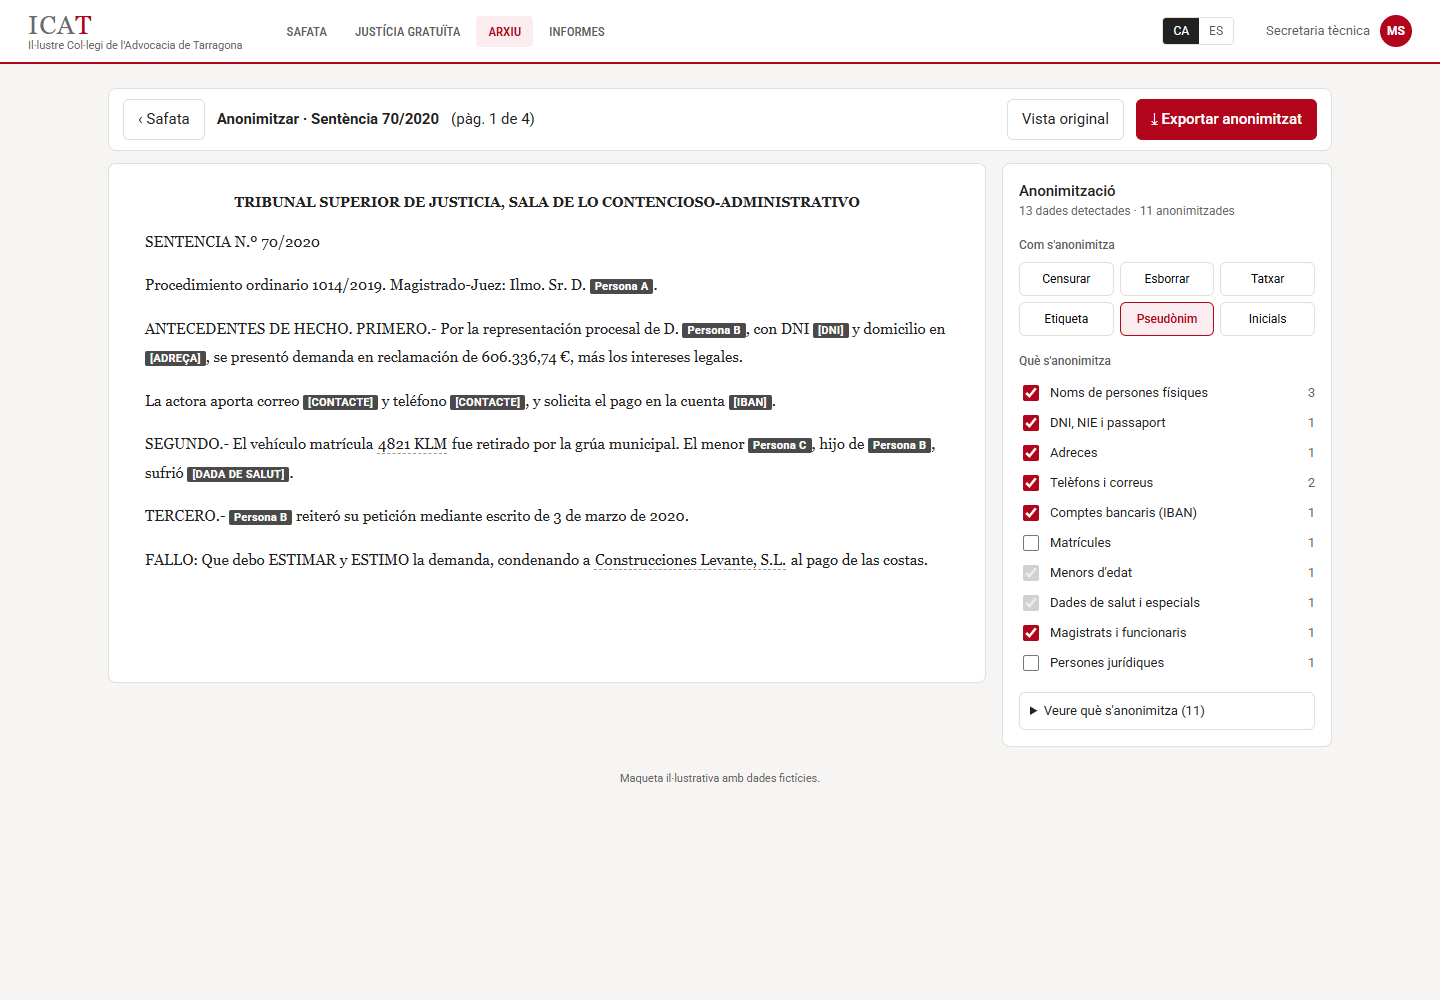 ICAT
Il·lustre Col·legi de l'Advocacia de Tarragona
SAFATA
JUSTÍCIA GRATUÏTA
ARXIU
INFORMES
CA
ES
Secretaria tècnica
MS
‹ Safata
Anonimitzar · Sentència 70/2020
(pàg. 1 de 4)
Vista original
⤓ Exportar anonimitzat
TRIBUNAL SUPERIOR DE JUSTICIA, SALA DE LO CONTENCIOSO-ADMINISTRATIVO
SENTENCIA N.º 70/2020
Procedimiento ordinario 1014/2019. Magistrado-Juez: Ilmo. Sr. D. Persona A.
ANTECEDENTES DE HECHO. PRIMERO.- Por la representación procesal de D. Persona B, con DNI [DNI] y domicilio en
[ADREÇA], se presentó demanda en reclamación de 606.336,74 €, más los intereses legales.
La actora aporta correo [CONTACTE] y teléfono [CONTACTE], y solicita el pago en la cuenta [IBAN].
SEGUNDO.- El vehículo matrícula 4821 KLM fue retirado por la grúa municipal. El menor Persona C, hijo de Persona B,
sufrió [DADA DE SALUT].
TERCERO.- Persona B reiteró su petición mediante escrito de 3 de marzo de 2020.
FALLO: Que debo ESTIMAR y ESTIMO la demanda, condenando a Construcciones Levante, S.L. al pago de las costas.
Anonimització
13 dades detectades · 11 anonimitzades
Com s'anonimitza
Censurar
Esborrar
Tatxar
Etiqueta
Pseudònim
Inicials
Què s'anonimitza
Noms de persones físiques 3
DNI, NIE i passaport 1
Adreces 1
Telèfons i correus 2
Comptes bancaris (IBAN) 1
Matrícules 1
Menors d'edat 1
Dades de salut i especials 1
Magistrats i funcionaris 1
Persones jurídiques 1
▶ Veure què s'anonimitza (11)
Maqueta il·lustrativa amb dades fictícies.